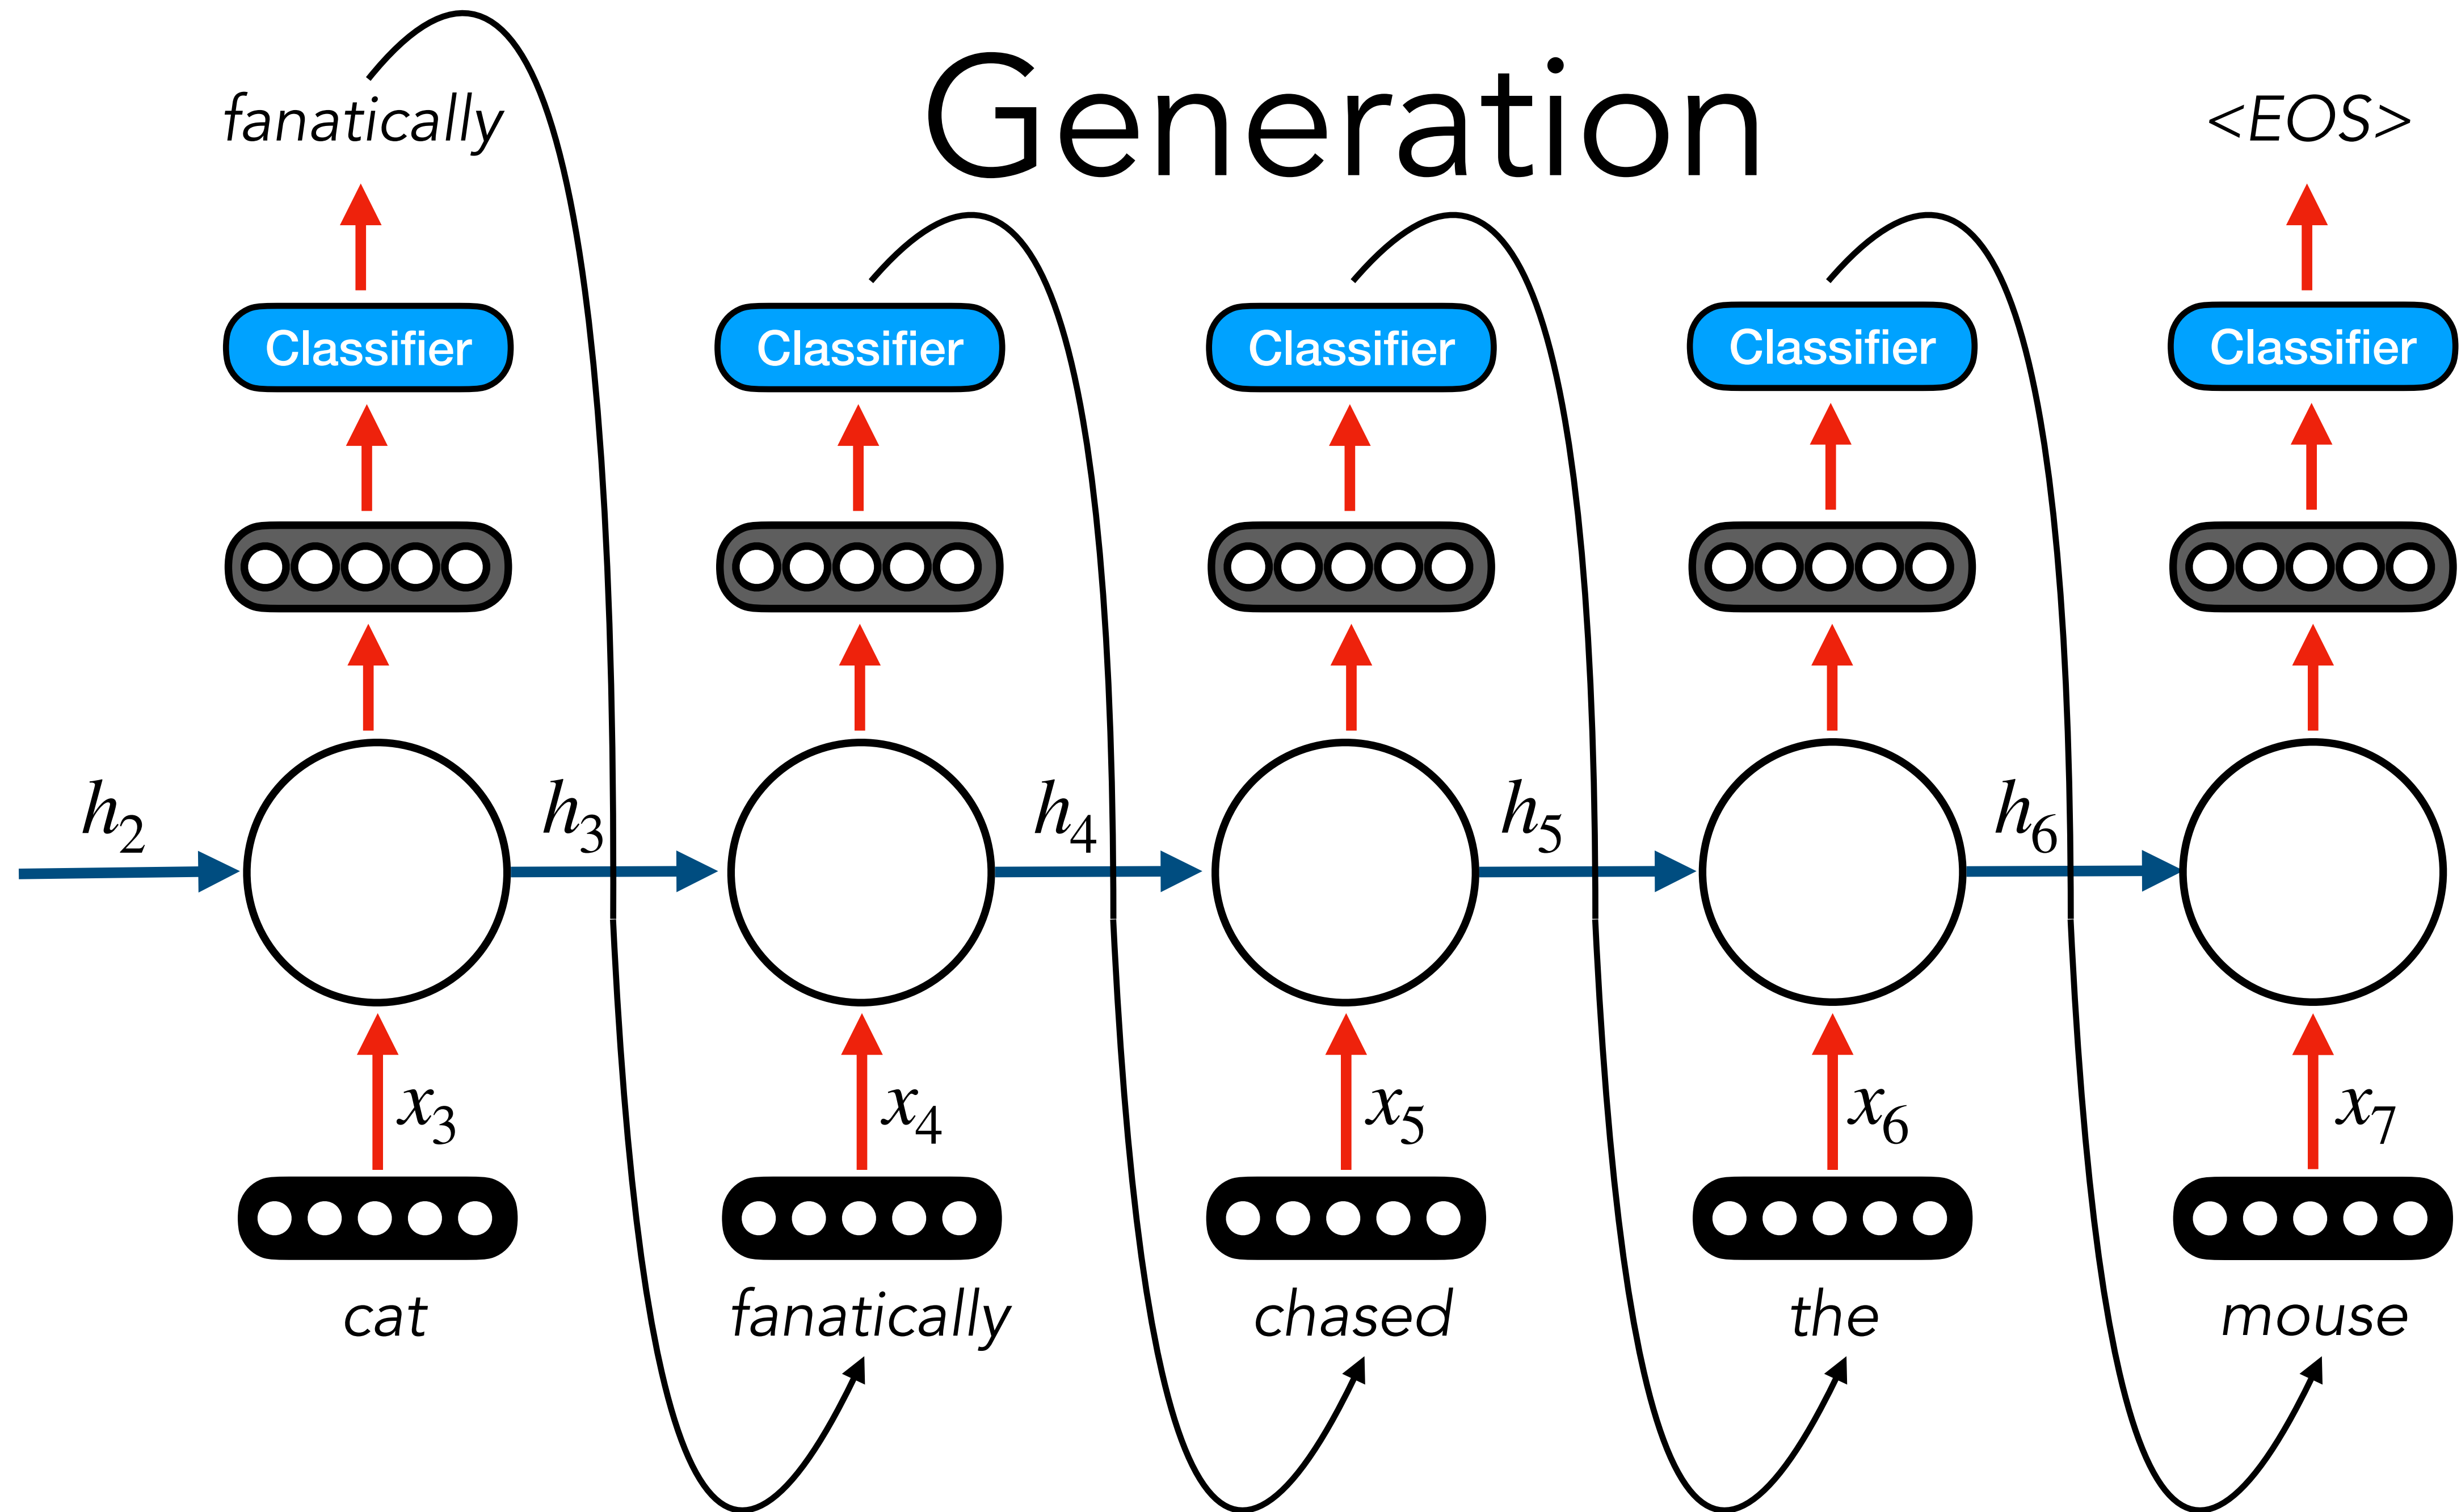 Generation
fanatically <EOS>
Classifier Classifier Classifier Classifier Classifier
h2 h3 h4 h5 h6
x3 x4 x5 x6 x7
cat fanatically chased the mouse